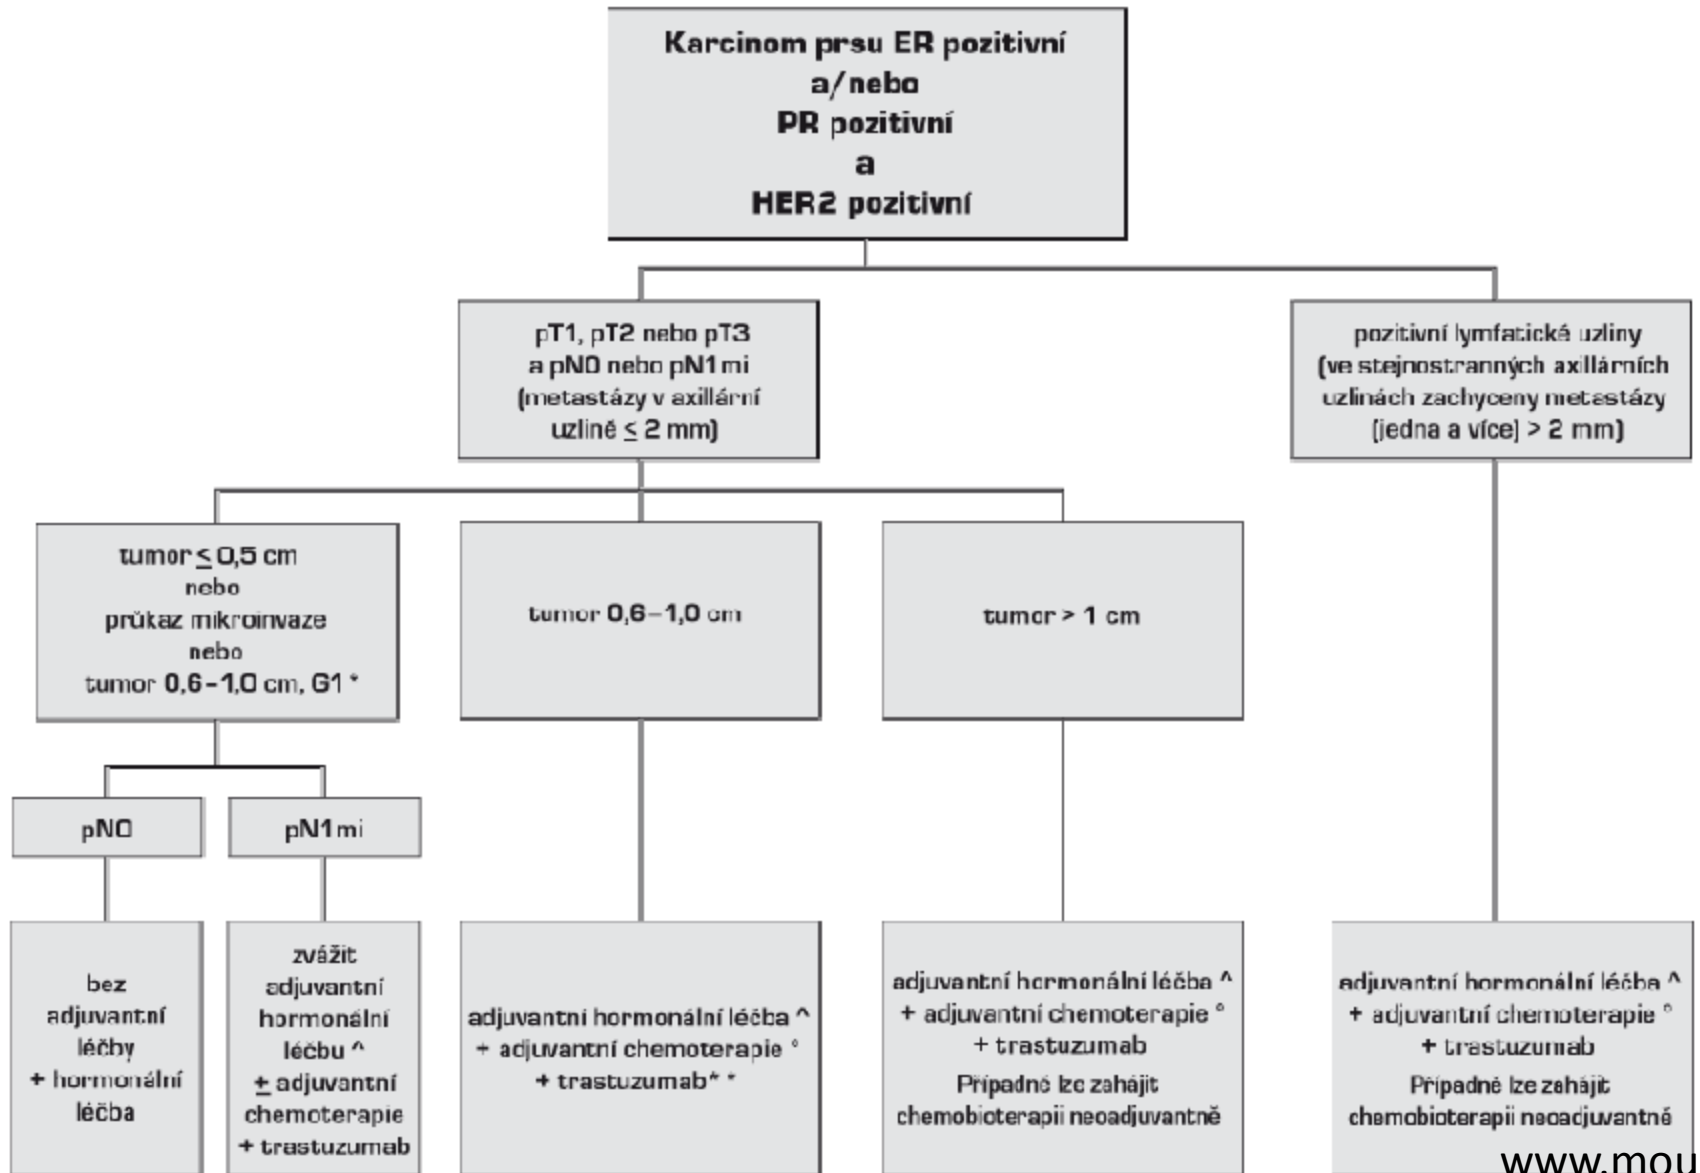 Karcinom prsu ER pozitivní
a/nebo
PR pozitivní
a
HER2 pozitivní
pT1, pT2 nebo pT3
a pN0 nebo pN1mi
(metastázy v axillární
uzlině ≤ 2 mm)
pozitivní lymfatické uzliny
(ve stejnostranných axillárních
uzlinách zachyceny metastázy
(jedna a více) > 2 mm)
tumor ≤ 0,5 cm
nebo
průkaz mikroinvaze
nebo
tumor 0,6–1,0 cm, G1 *
tumor 0,6–1,0 cm
tumor > 1 cm
pN0
pN1mi
bez
adjuvantní
léčby
+ hormonální
léčba
zvážit
adjuvantní
hormonální
léčbu ^
± adjuvantní
chemoterapie
+ trastuzumab
adjuvantní hormonální léčba ^
+ adjuvantní chemoterapie °
+ trastuzumab* *
adjuvantní hormonální léčba ^
+ adjuvantní chemoterapie °
+ trastuzumab
Případně lze zahájit
chemobioterapii neoadjuvantně
adjuvantní hormonální léčba ^
+ adjuvantní chemoterapie °
+ trastuzumab
Případně lze zahájit
chemobioterapii neoadjuvantně
www.mou